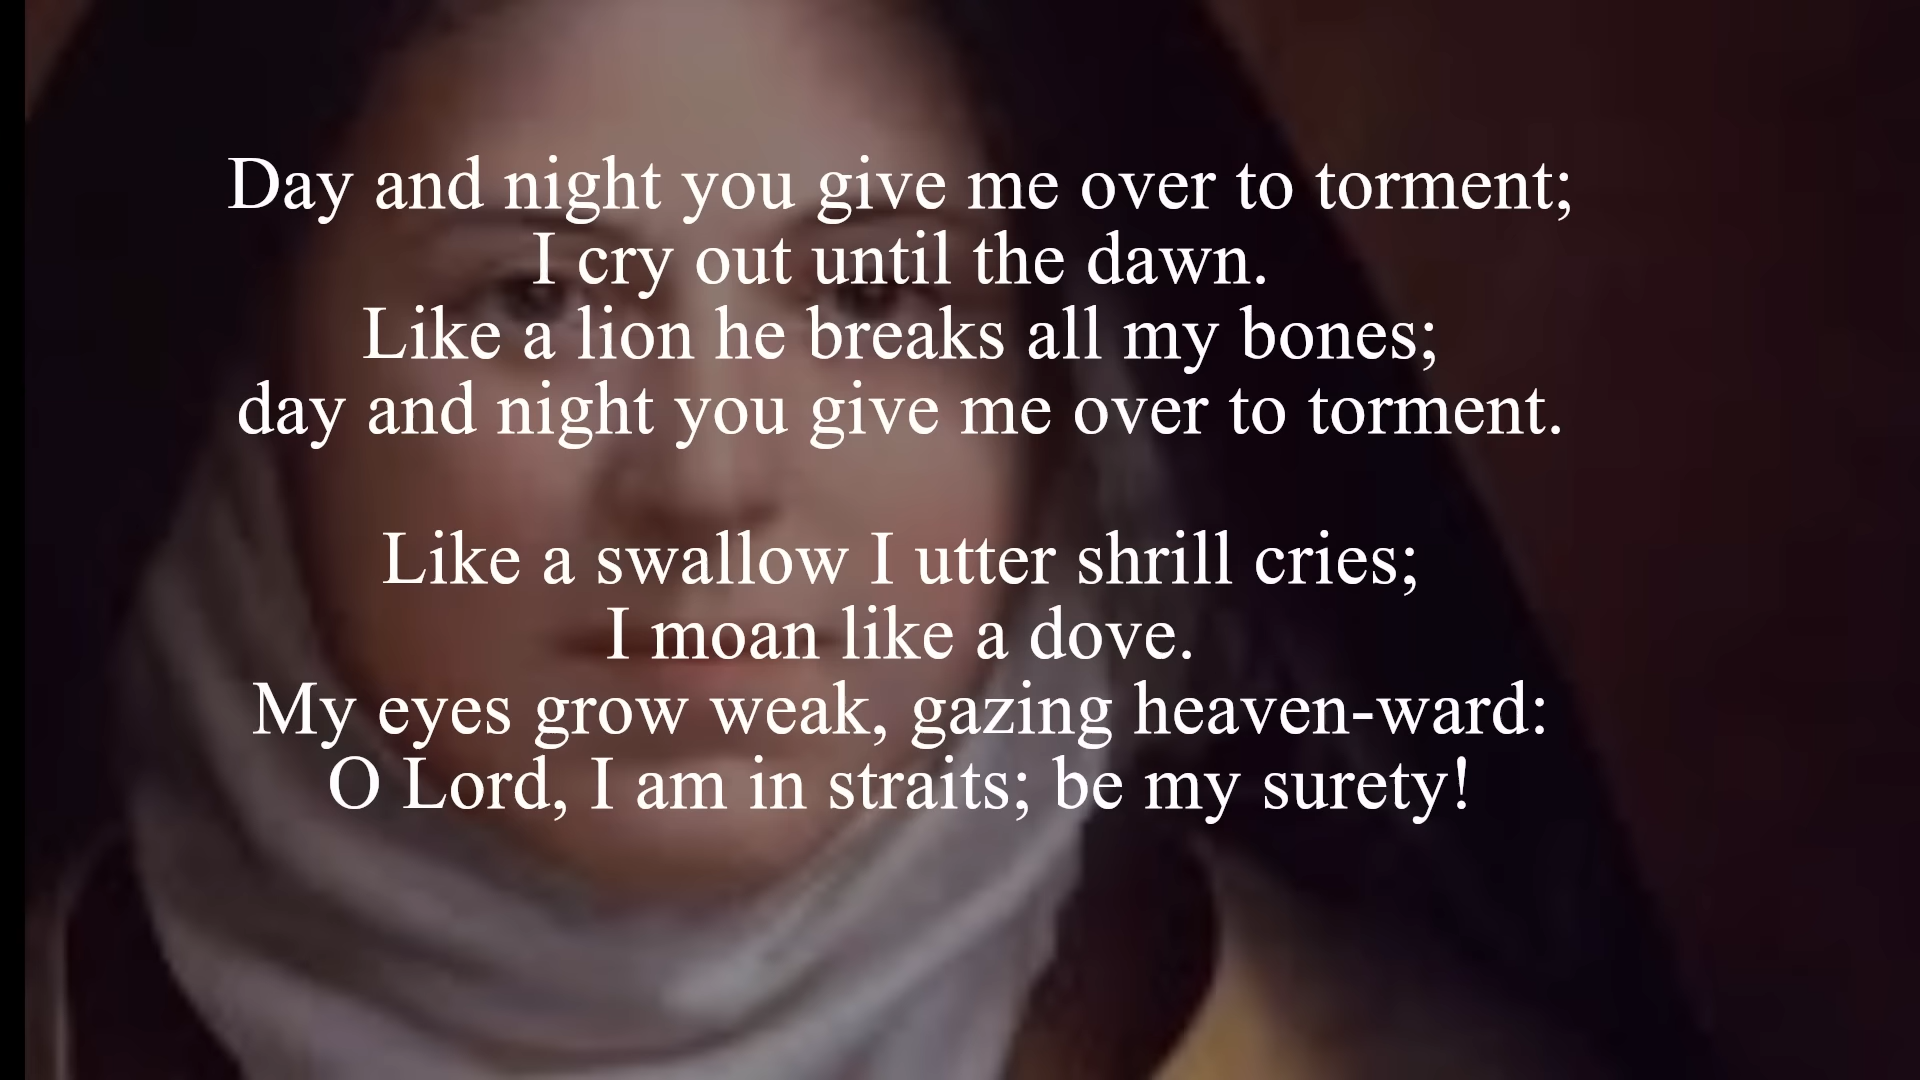 Day and night you give me over to torment;
I cry out until the dawn.
Like a lion he breaks all my bones;
day and night you give me over to torment.
Like a swallow I utter shrill cries;
I moan like a dove.
My eyes grow weak, gazing heaven-ward:
O Lord, I am in straits; be my surety!